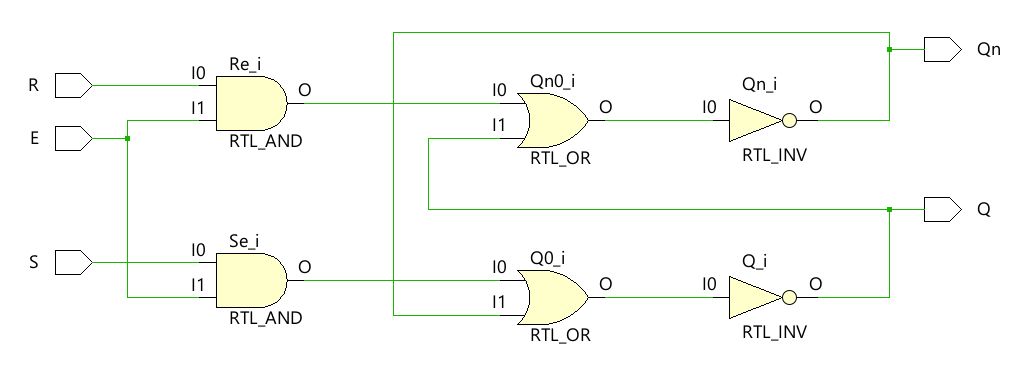 Qn
Re_i
Qn0_i
Qn_i
R
I0
O
I0
O
I0
O
I1
I1
E
RTL_AND
RTL_OR
RTL_INV
Q
Se_i
Q0_i
Q_i
S
I0
O
I0
O
I0
O
I1
I1
RTL_AND
RTL_OR
RTL_INV